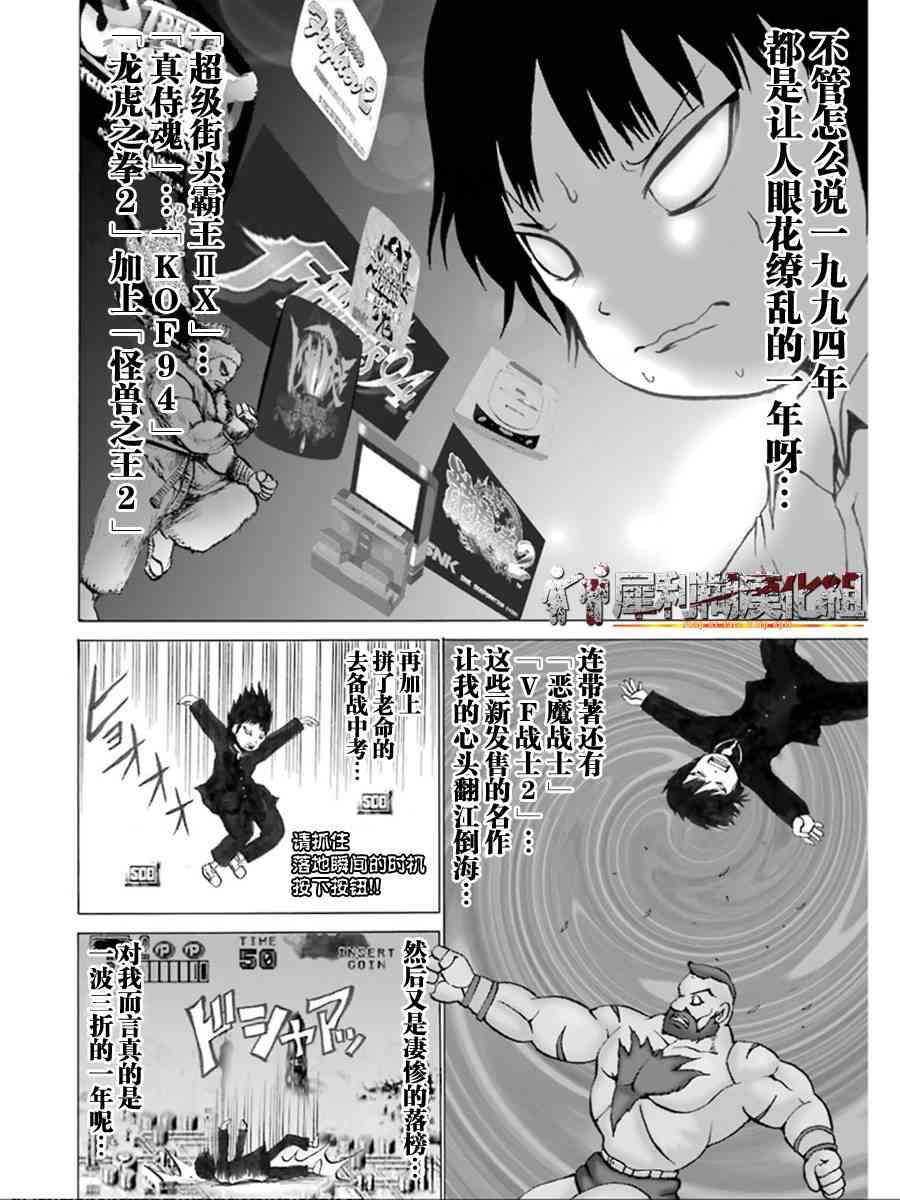 不管怎么说一九九四年
都是让人眼花缭乱的一年呀…
「超级街头霸王ⅡX」…
「真侍魂」…「KOF94」
「龙虎之拳2」加上「怪兽之王2」
犀利猫漢化組
连带著还有
「恶魔战士」
「VF战士2」…
这些新发售的名作
让我的心头翻江倒海…
再加上
拼了老命的
去备战中考…
ヒュオオオ
500
500
请抓住
落地瞬间的时机
按下按钮!!
然后又是凄惨的落榜…
TIME
50
INSERT
COIN
ドシャアッ
对我而言真的是
一波三折的一年呢…